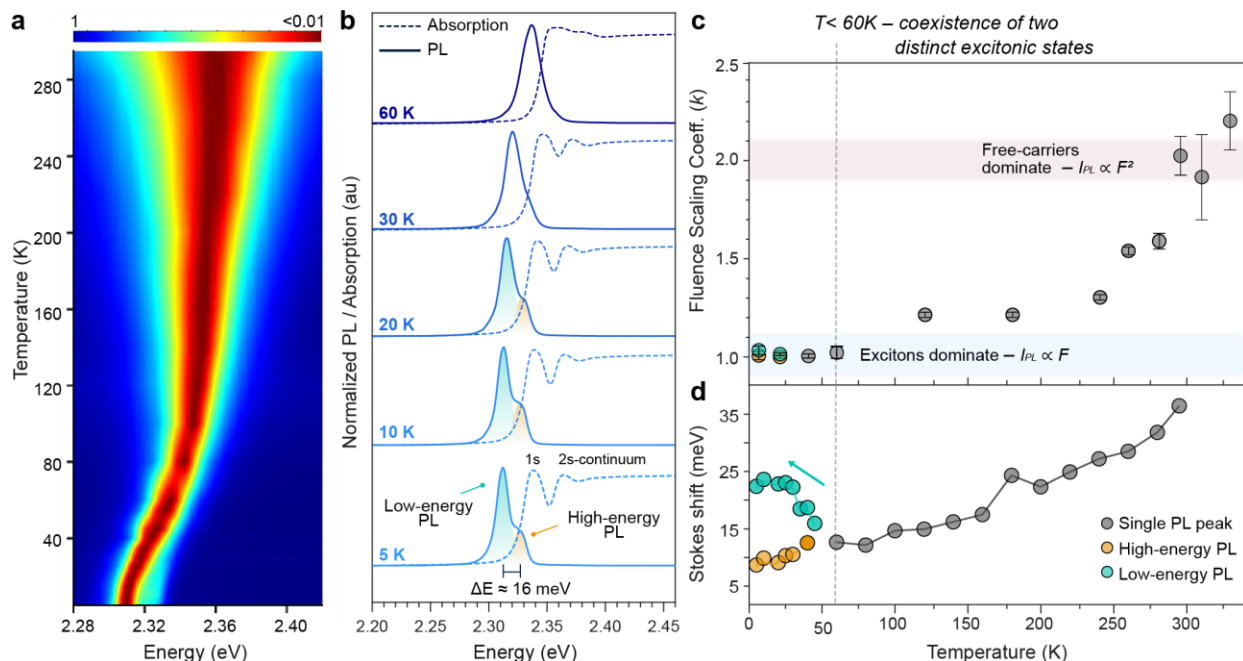 a
1
<0.01
Temperature (K)
280
240
200
160
120
80
40
2.28
2.32
2.36
2.40
Energy (eV)
b
Absorption
PL
Normalized PL / Absorption (au)
60 K
30 K
20 K
10 K
5 K
1s
2s-continuum
Low-energy
PL
High-energy
PL
ΔE ≈ 16 meV
2.20
2.25
2.30
2.35
2.40
2.45
Energy (eV)
T< 60K – coexistence of two
distinct excitonic states
c
Fluence Scaling Coeff. (k)
2.5
2.0
1.5
1.0
Free-carriers
dominate – I_PL ∝ F²
Excitons dominate – I_PL ∝ F
d
Stokes shift (meV)
35
25
15
5
Single PL peak
High-energy PL
Low-energy PL
0
50
100
150
200
250
300
Temperature (K)